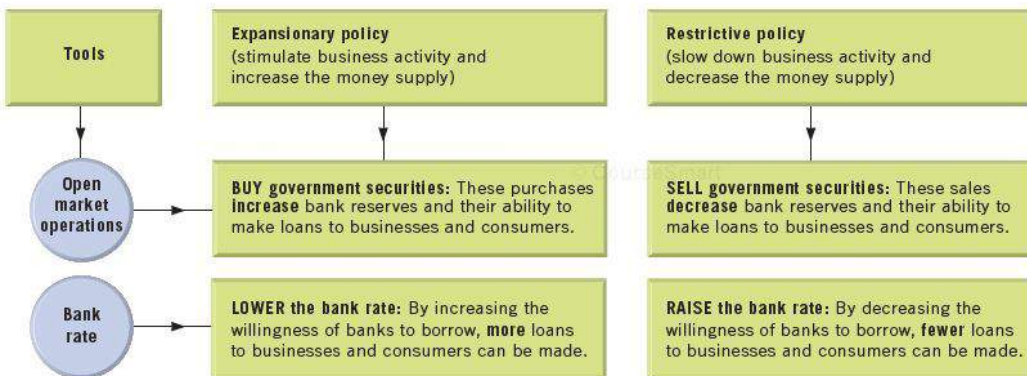 Tools
Expansionary policy
(stimulate business activity and
increase the money supply)
Restrictive policy
(slow down business activity and
decrease the money supply)
Open
market
operations
BUY government securities: These purchases
increase bank reserves and their ability to
make loans to businesses and consumers.
© CourseSmart
SELL government securities: These sales
decrease bank reserves and their ability to
make loans to businesses and consumers.
Bank
rate
LOWER the bank rate: By increasing the
willingness of banks to borrow, more loans
to businesses and consumers can be made.
RAISE the bank rate: By decreasing the
willingness of banks to borrow, fewer loans
to businesses and consumers can be made.